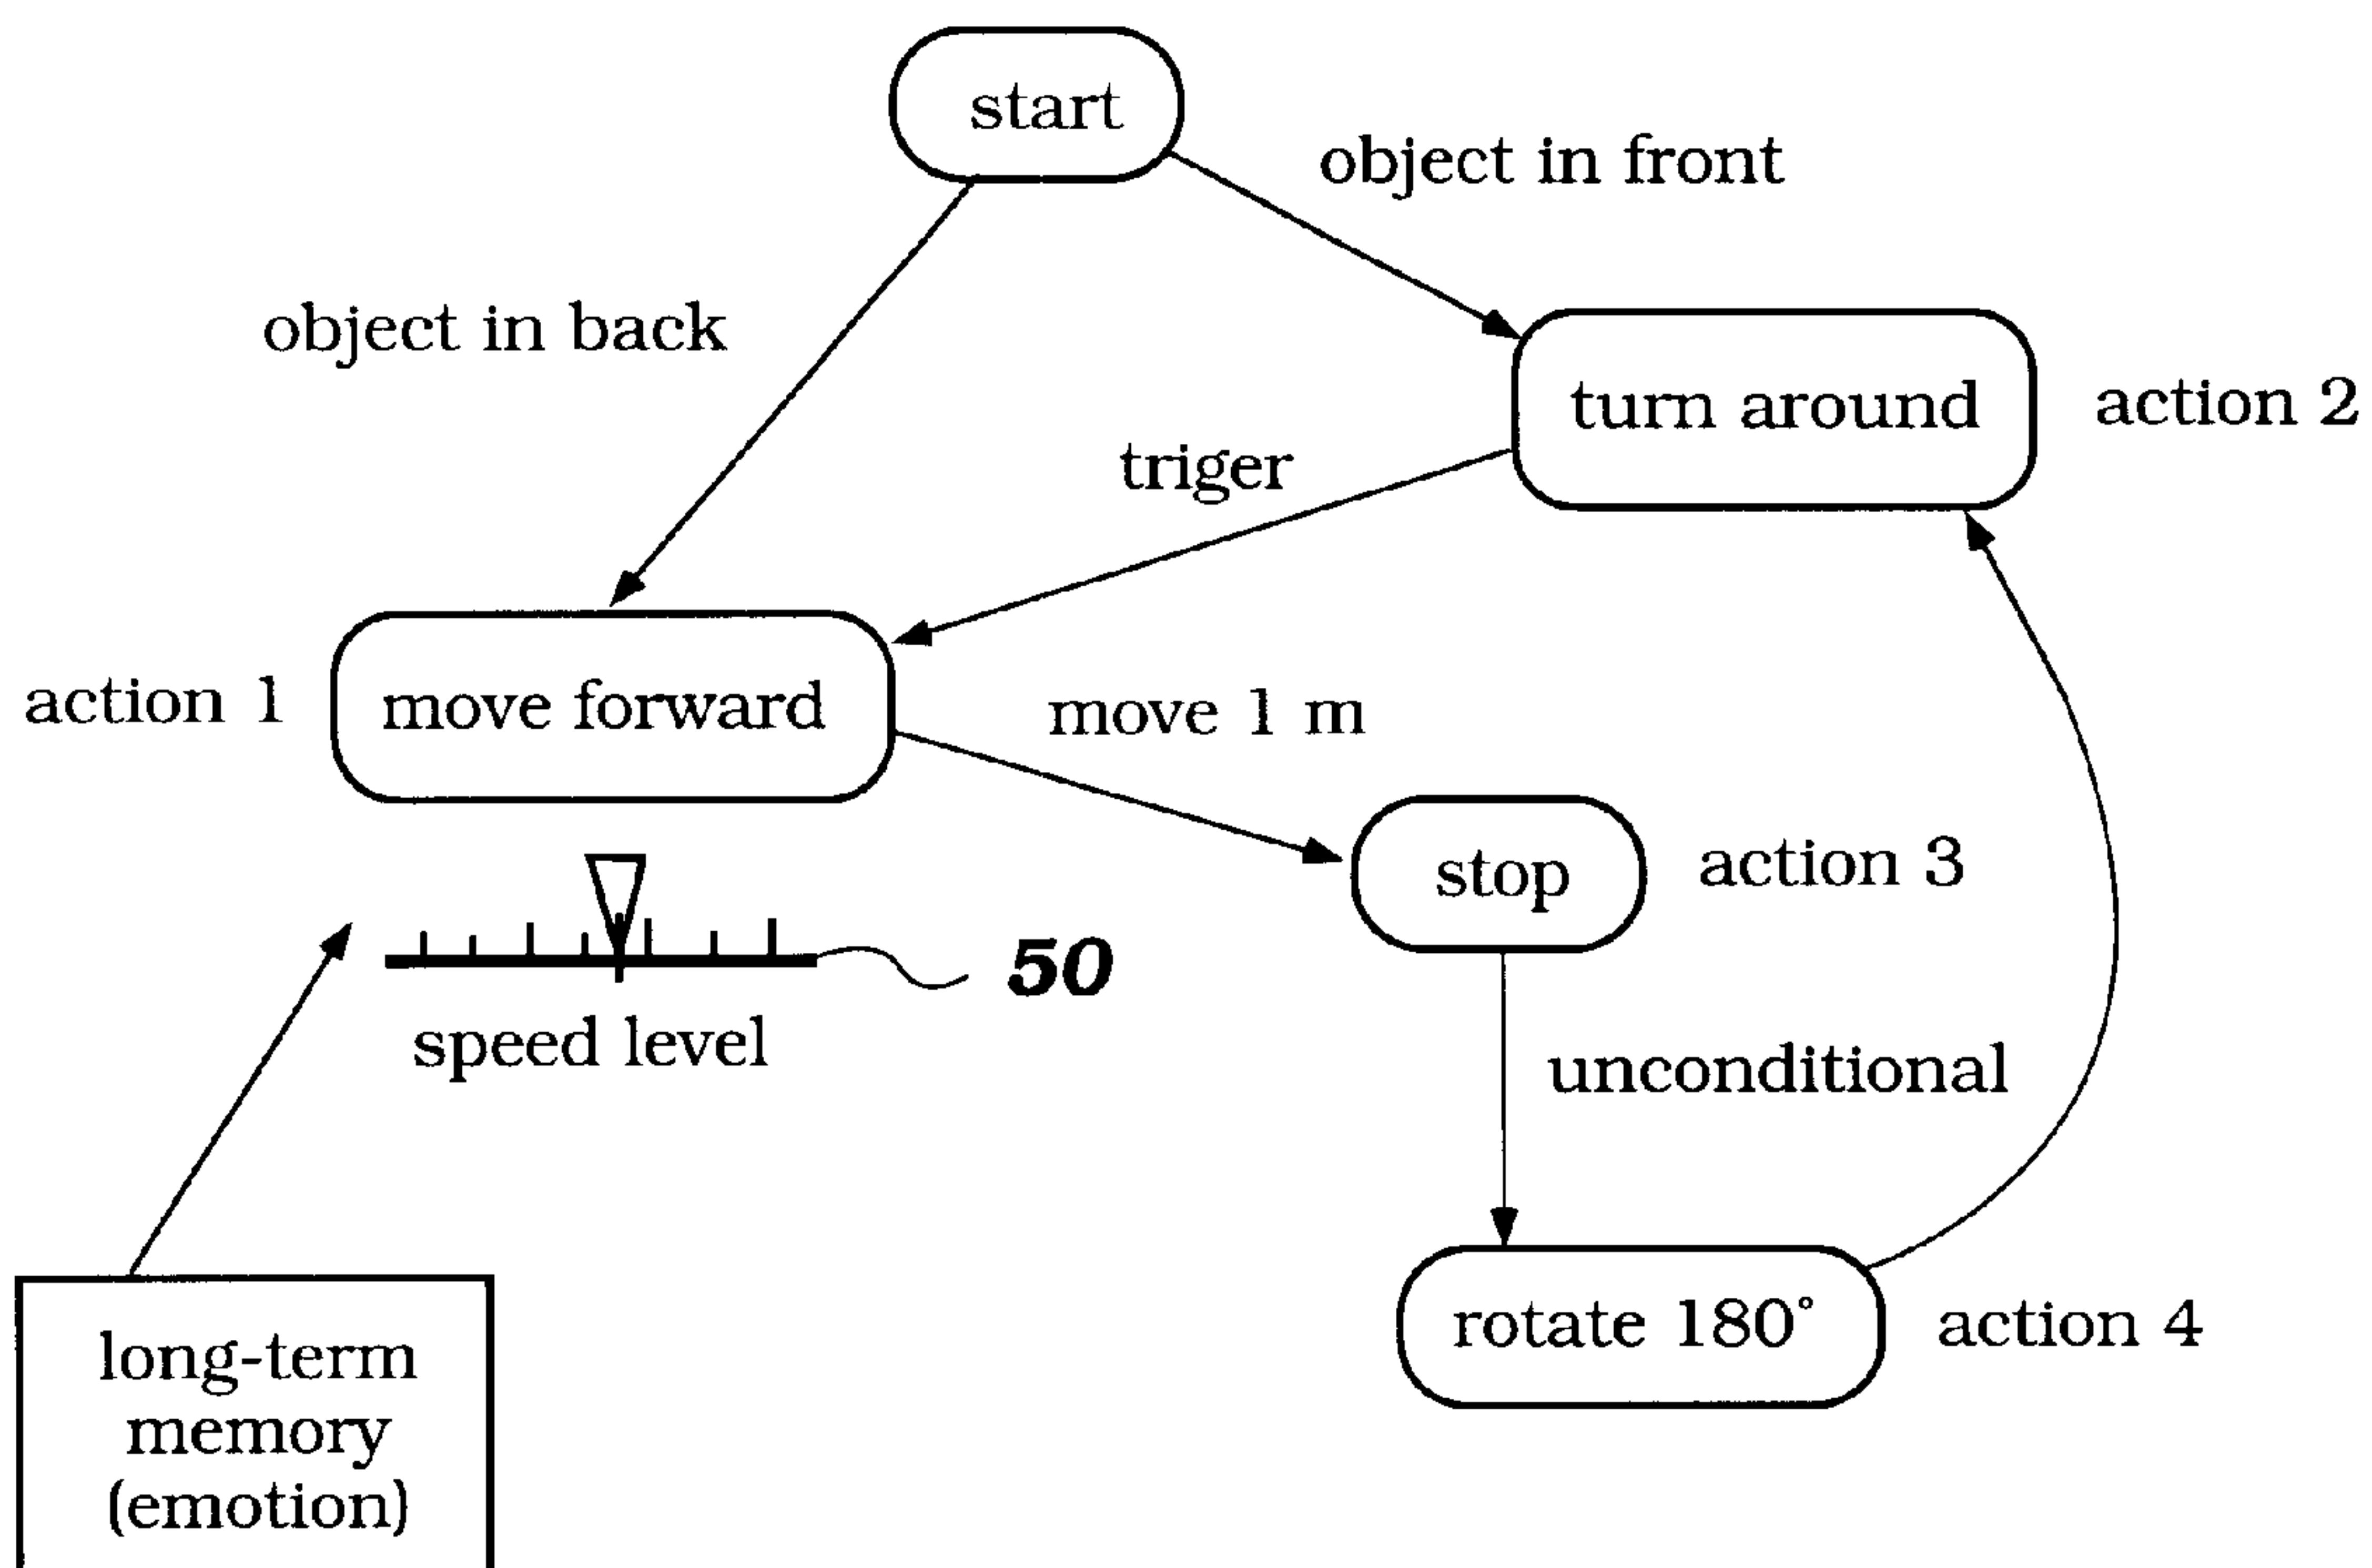 start
object in front
object in back
turn around
action 2
triger
action 1
move forward
move 1 m
stop
action 3
50
speed level
unconditional
rotate 180°
action 4
long-term
memory
(emotion)